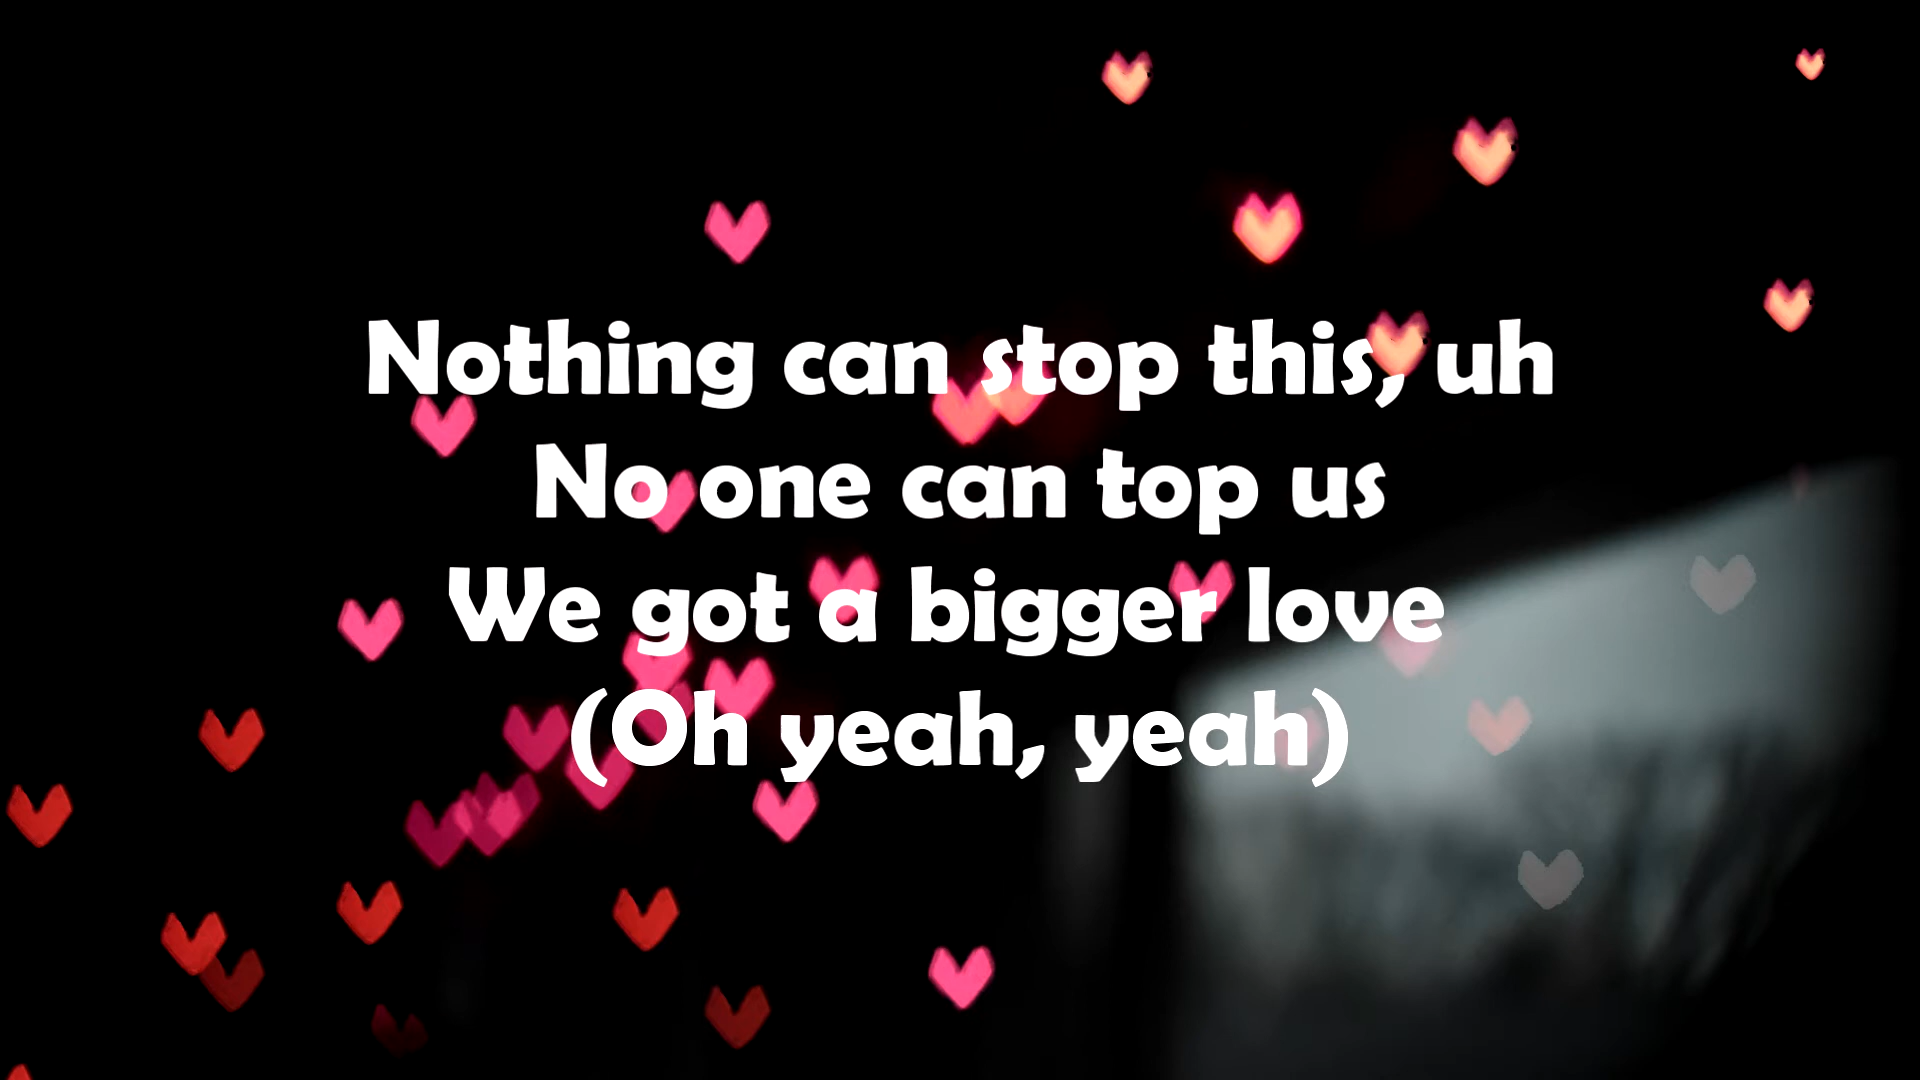 Nothing can stop this, uh
No one can top us
We got a bigger love
(Oh yeah, yeah)